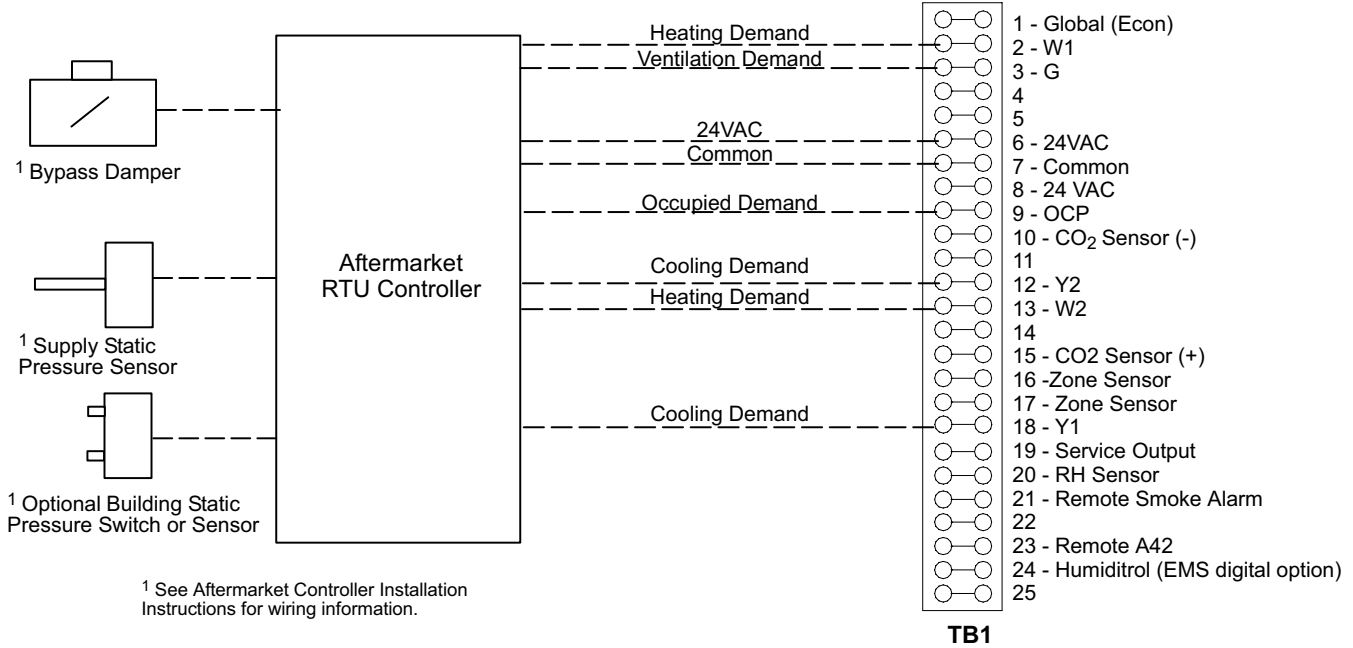 Heating Demand
Ventilation Demand
24VAC
Common
Occupied Demand
Cooling Demand
Heating Demand
Cooling Demand
1 Bypass Damper
1 Supply Static
Pressure Sensor
1 Optional Building Static
Pressure Switch or Sensor
Aftermarket
RTU Controller
1 See Aftermarket Controller Installation
Instructions for wiring information.
1 - Global (Econ)
2 - W1
3 - G
4
5
6 - 24VAC
7 - Common
8 - 24 VAC
9 - OCP
10 - CO2 Sensor (-)
11
12 - Y2
13 - W2
14
15 - CO2 Sensor (+)
16 -Zone Sensor
17 - Zone Sensor
18 - Y1
19 - Service Output
20 - RH Sensor
21 - Remote Smoke Alarm
22
23 - Remote A42
24 - Humiditrol (EMS digital option)
25
TB1